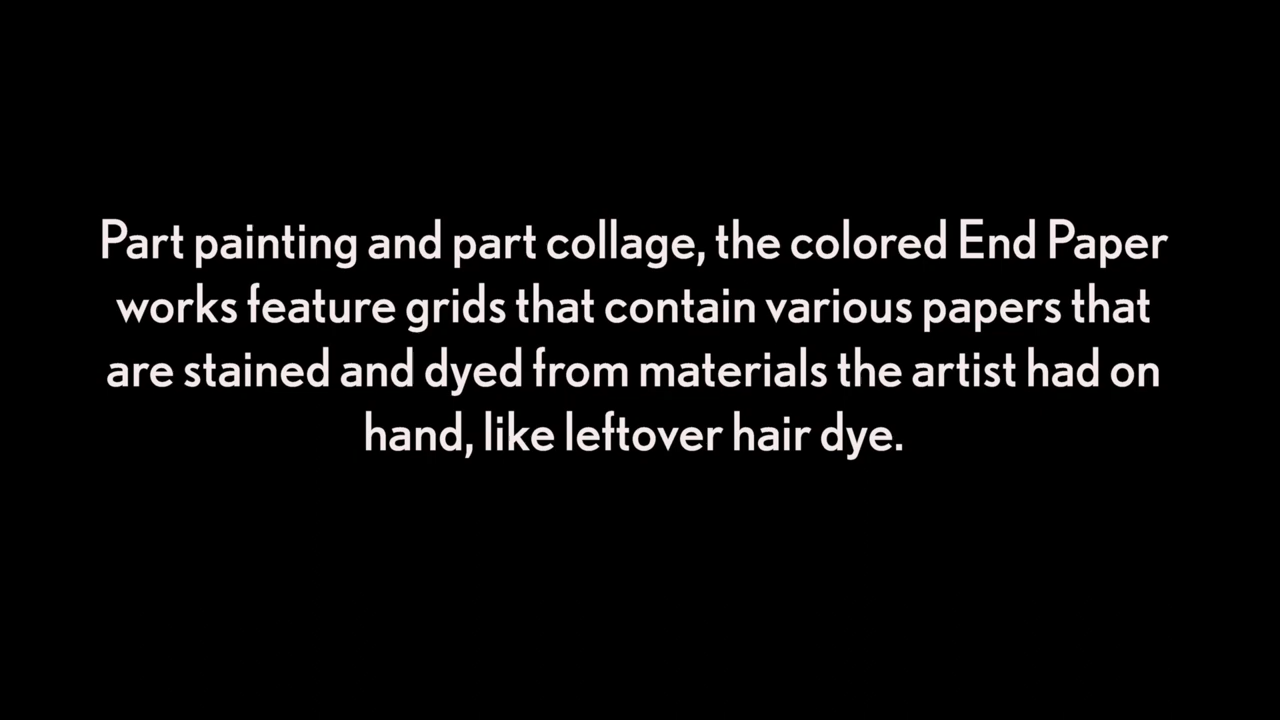 Part painting and part collage, the colored End Paper
works feature grids that contain various papers that
are stained and dyed from materials the artist had on
hand, like leftover hair dye.